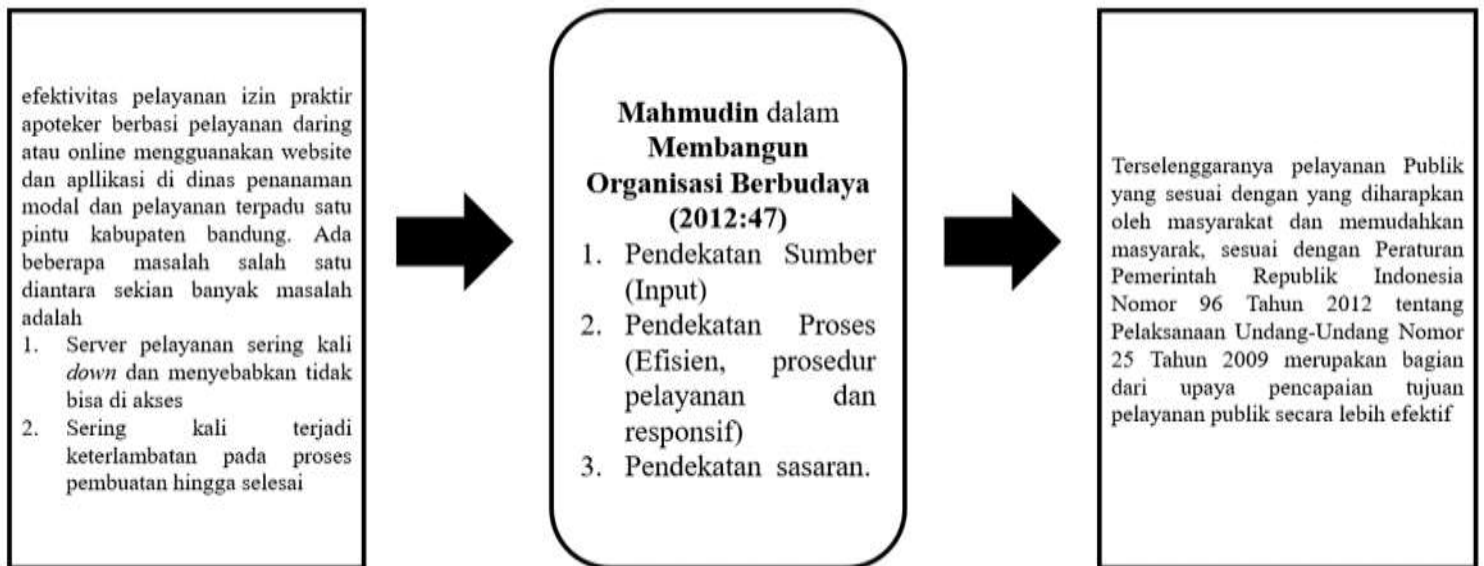 efektivitas pelayanan izin praktir
apoteker berbasi pelayanan daring
atau online mengguanakan website
dan apllikasi di dinas penanaman
modal dan pelayanan terpadu satu
pintu kabupaten bandung. Ada
beberapa masalah salah satu
diantara sekian banyak masalah
adalah
1. Server pelayanan sering kali
down dan menyebabkan tidak
bisa di akses
2. Sering kali terjadi
keterlambatan pada proses
pembuatan hingga selesai
Mahmudin dalam
Membangun
Organisasi Berbudaya
(2012:47)
1. Pendekatan Sumber
(Input)
2. Pendekatan Proses
(Efisien, prosedur
pelayanan dan
responsif)
3. Pendekatan sasaran.
Terselenggaranya pelayanan Publik
yang sesuai dengan yang diharapkan
oleh masyarakat dan memudahkan
masyarak, sesuai dengan Peraturan
Pemerintah Republik Indonesia
Nomor 96 Tahun 2012 tentang
Pelaksanaan Undang-Undang Nomor
25 Tahun 2009 merupakan bagian
dari upaya pencapaian tujuan
pelayanan publik secara lebih efektif